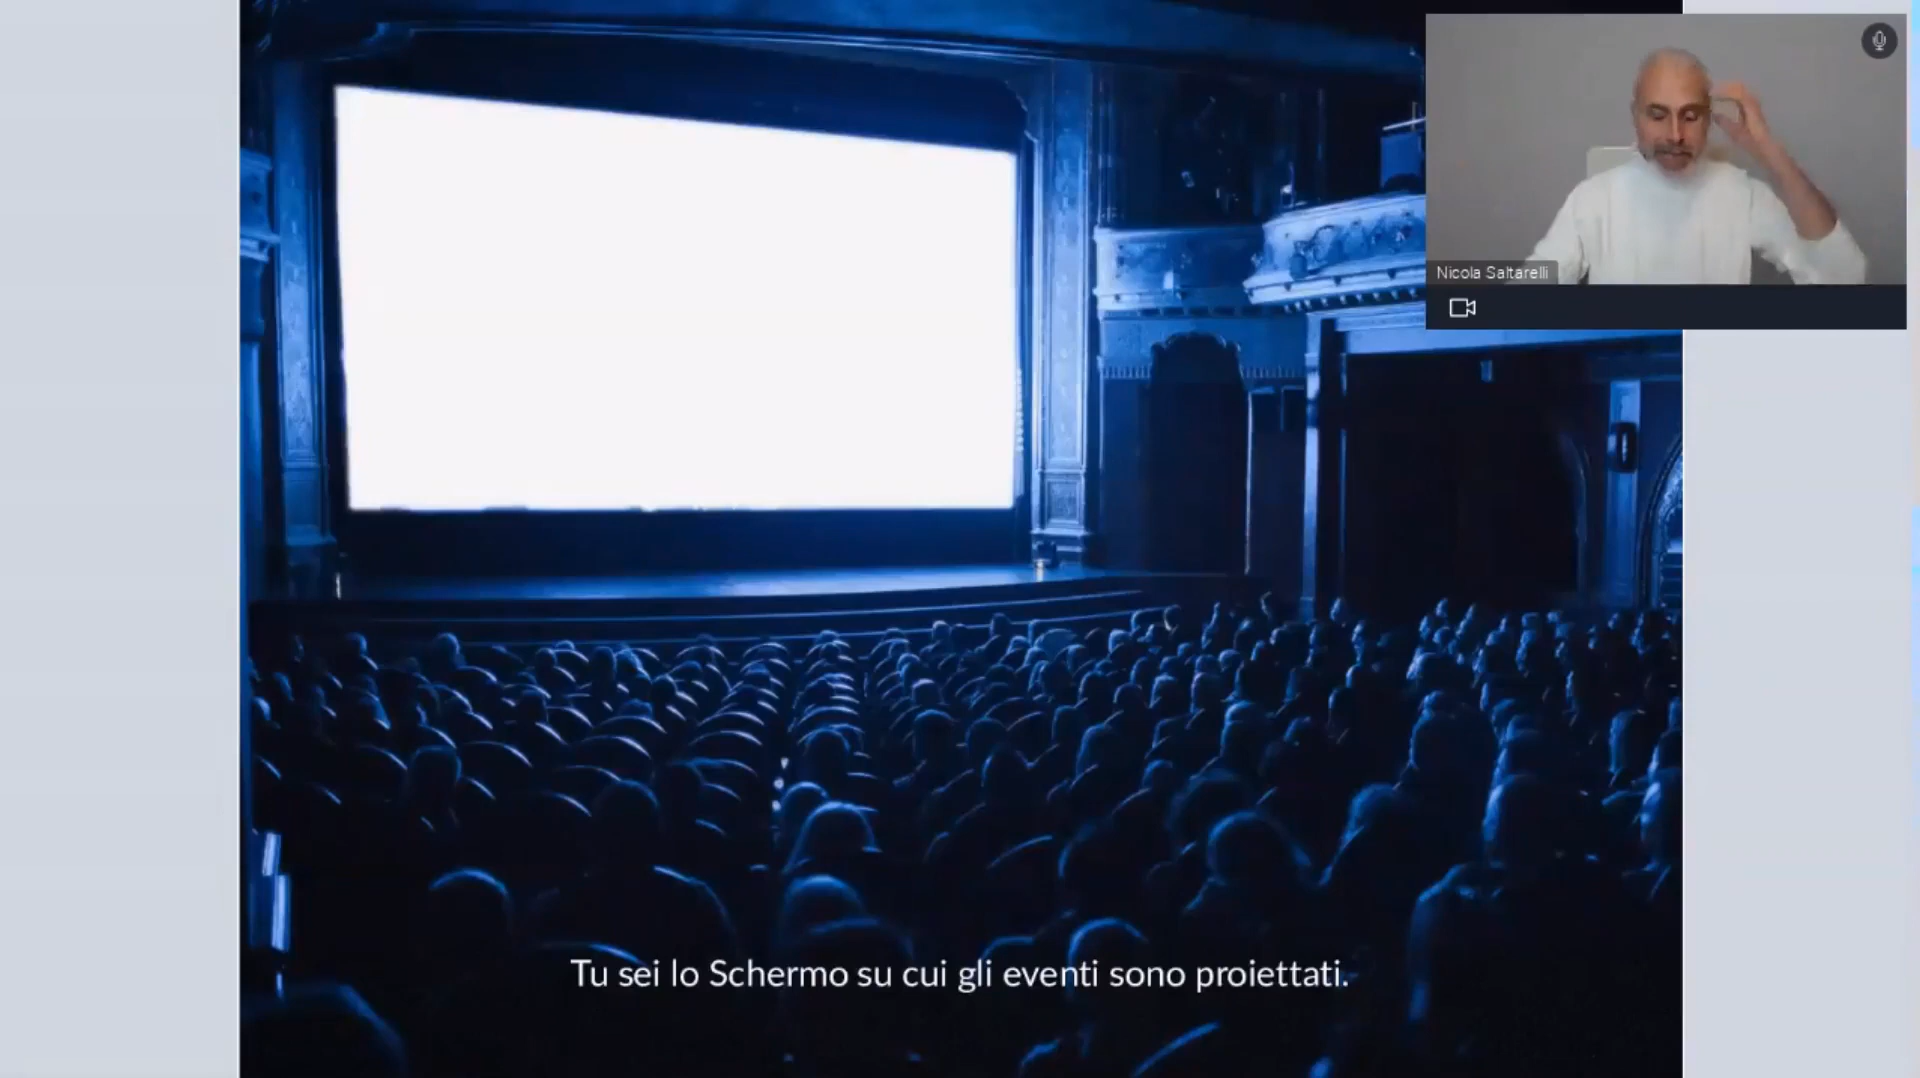 Nicola Saltarelli
Tu sei lo Schermo su cui gli eventi sono proiettati.